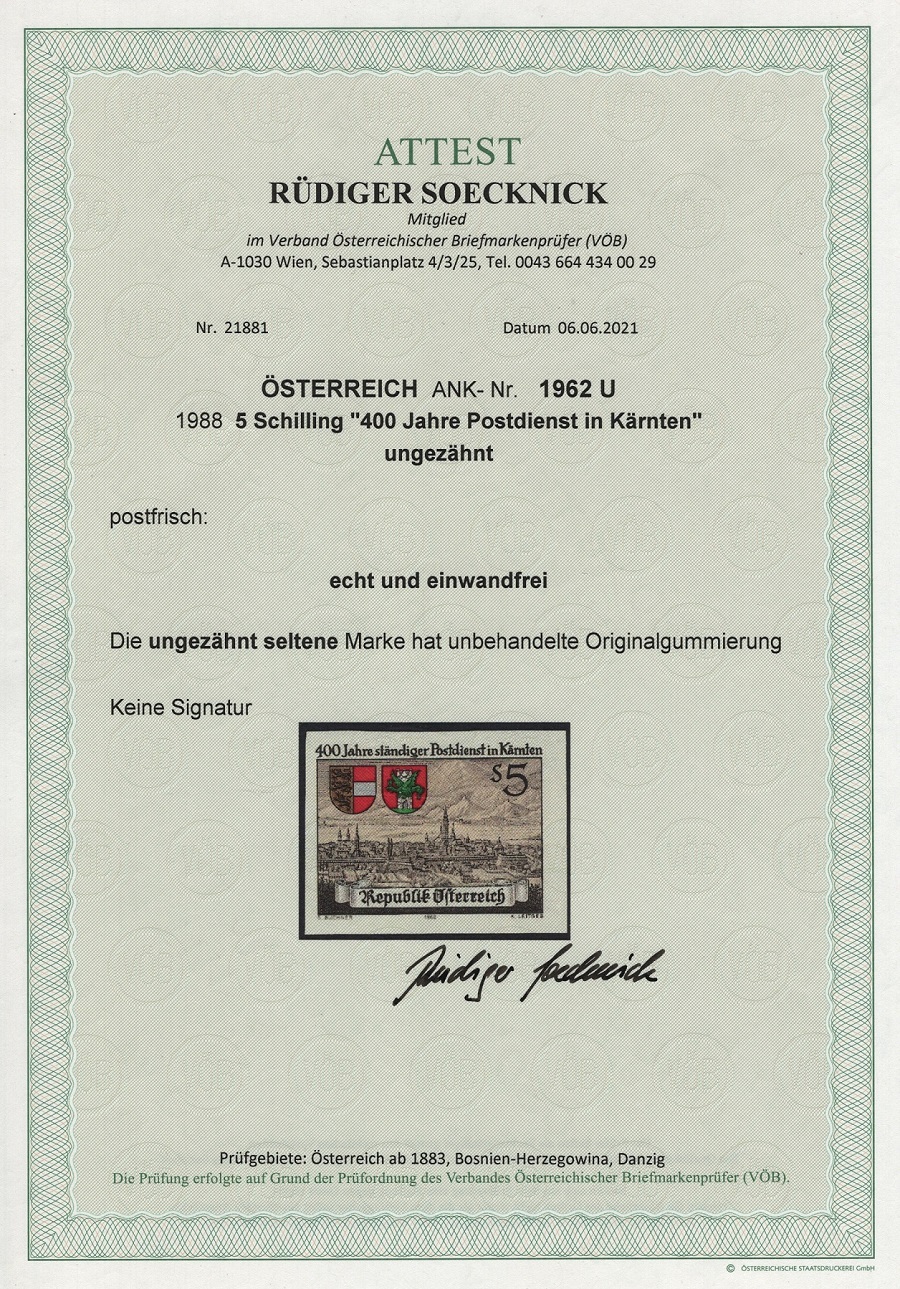 ATTEST
RÜDIGER SOECKNICK
Mitglied
im Verband Österreichischer Briefmarkenprüfer (VÖB)
A-1030 Wien, Sebastianplatz 4/3/25, Tel. 0043 664 434 00 29
Nr. 21881 Datum 06.06.2021
ÖSTERREICH ANK- Nr. 1962 U
1988 5 Schilling "400 Jahre Postdienst in Kärnten"
ungezähnt
postfrisch:
echt und einwandfrei
Die ungezähnt seltene Marke hat unbehandelte Originalgummierung
Keine Signatur
400 Jahre ständiger Postdienst in Kärnten
S5
Republik Österreich
BUCHNER K. LEITGEB
Rüdiger Soecknick
Prüfgebiete: Österreich ab 1883, Bosnien-Herzegowina, Danzig
Die Prüfung erfolgte auf Grund der Prüfordnung des Verbandes Österreichischer Briefmarkenprüfer (VÖB).
© ÖSTERREICHISCHE STAATSDRUCKEREI GmbH